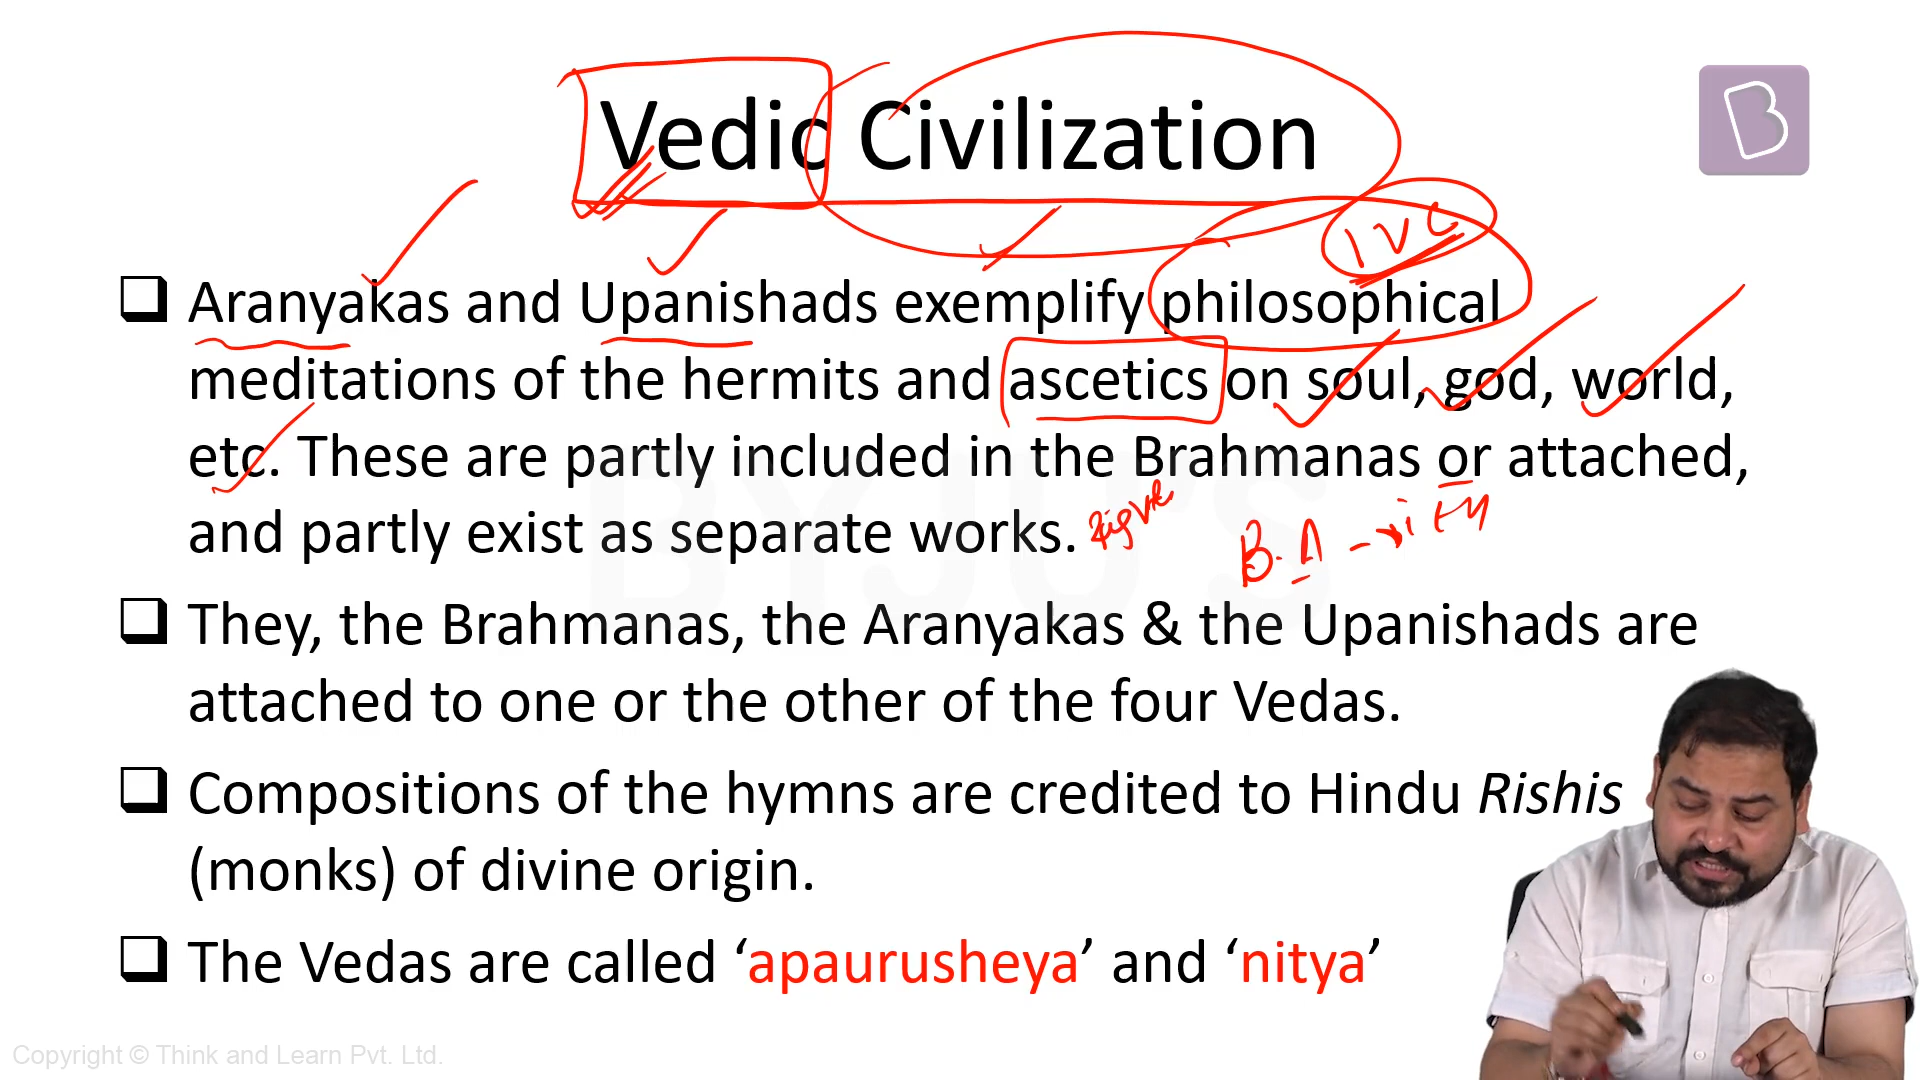 Vedic Civilization
IVC
❑ Aranyakas and Upanishads exemplify philosophical
meditations of the hermits and ascetics on soul, god, world,
etc. These are partly included in the Brahmanas or attached,
and partly exist as separate works.
B.A
❑ They, the Brahmanas, the Aranyakas & the Upanishads are
attached to one or the other of the four Vedas.
❑ Compositions of the hymns are credited to Hindu Rishis
(monks) of divine origin.
❑ The Vedas are called ‘apaurusheya’ and ‘nitya’
BYJU'S
Copyright © Think and Learn Pvt. Ltd.